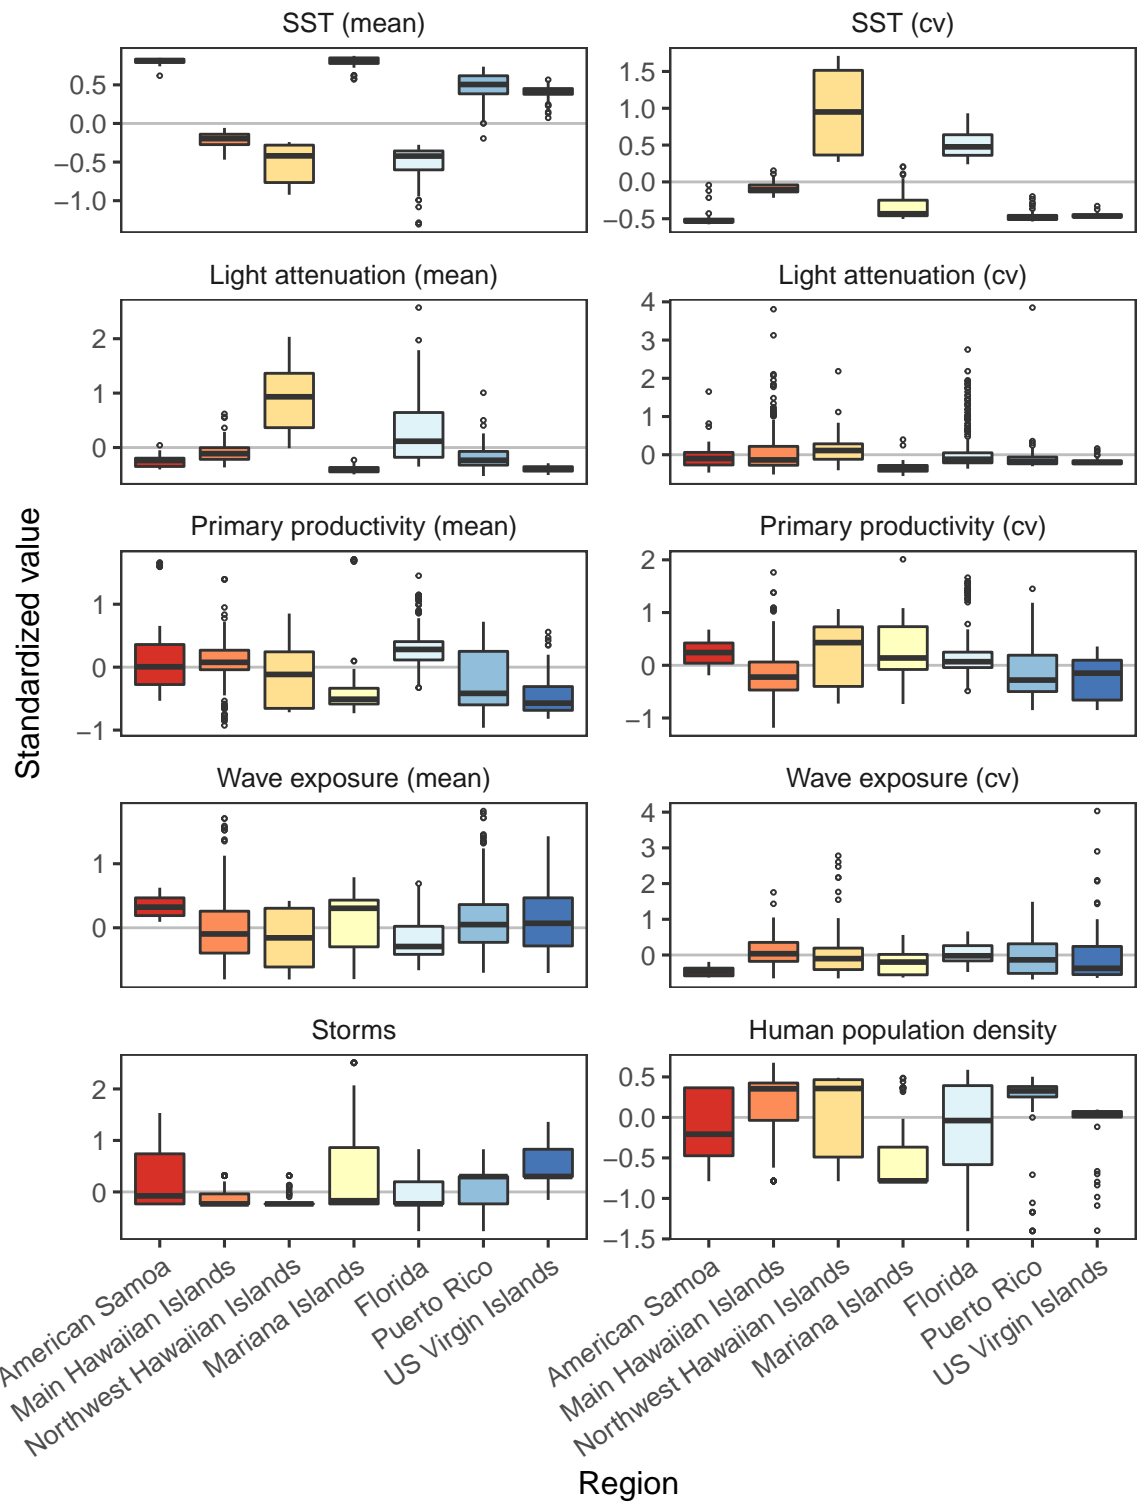 SST (mean)
SST (cv)
0.5
0.0
−0.5
−1.0
1.5
1.0
0.5
0.0
−0.5
Light attenuation (mean)
Light attenuation (cv)
2
1
0
4
3
2
1
0
Primary productivity (mean)
Primary productivity (cv)
1
0
−1
2
1
0
−1
Standardized value
Wave exposure (mean)
Wave exposure (cv)
1
0
4
3
2
1
0
Storms
Human population density
2
1
0
0.5
0.0
−0.5
−1.0
−1.5
American Samoa
Main Hawaiian Islands
Northwest Hawaiian Islands
Mariana Islands
Florida
Puerto Rico
US Virgin Islands
American Samoa
Main Hawaiian Islands
Northwest Hawaiian Islands
Mariana Islands
Florida
Puerto Rico
US Virgin Islands
Region